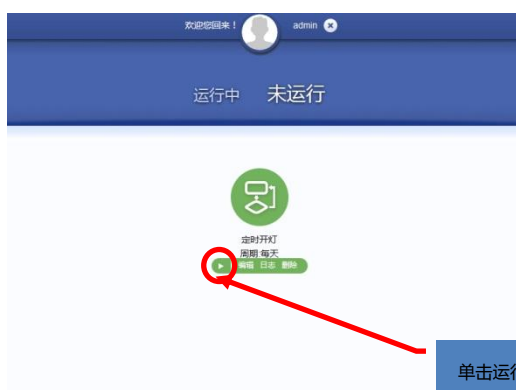 欢迎您回来！ admin
运行中 未运行
定时开灯
周期:每天
编辑 日志 删除
单击运行